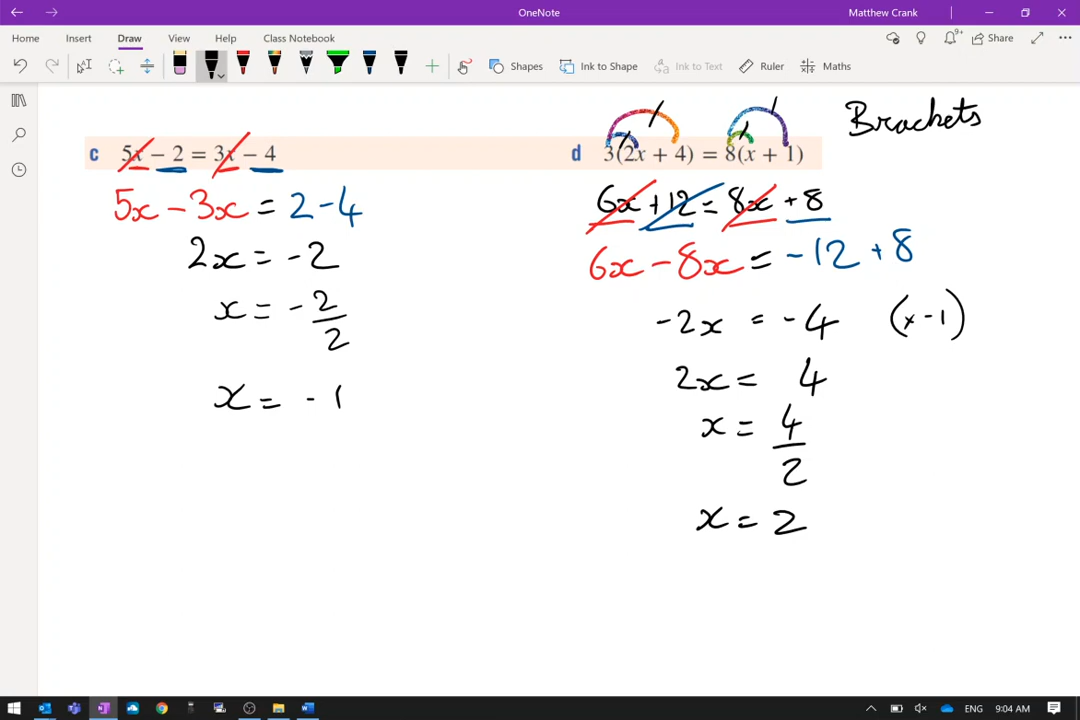 OneNote
Matthew Crank
Home Insert Draw View Help Class Notebook
9+ Share
Shapes Ink to Shape Ink to Text Ruler Maths
Brackets
c 5x − 2 = 3x − 4
5x − 3x = 2 − 4
2x = −2
x = −2/2
x = −1
d 3(2x + 4) = 8(x + 1)
6x + 12 = 8x + 8
6x − 8x = −12 + 8
−2x = −4 (x −1)
2x = 4
x = 4/2
x = 2
ENG 9:04 AM